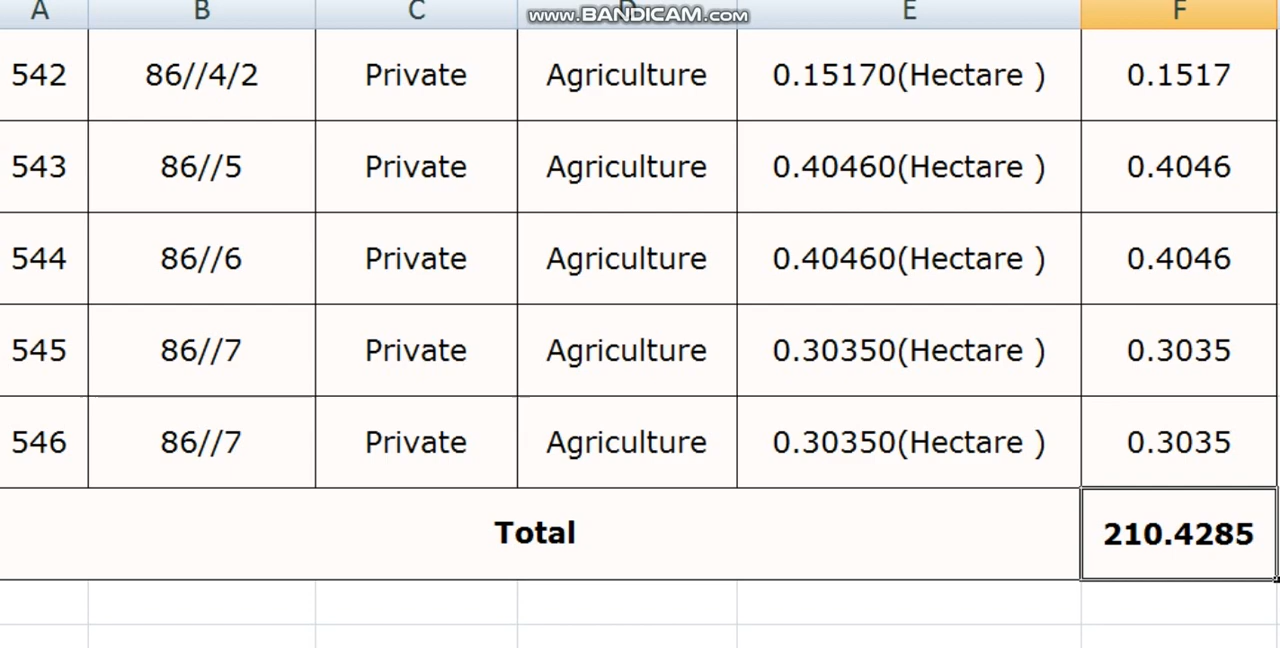 A B C D E F
www.BANDICAM.com
542 86//4/2 Private Agriculture 0.15170(Hectare ) 0.1517
543 86//5 Private Agriculture 0.40460(Hectare ) 0.4046
544 86//6 Private Agriculture 0.40460(Hectare ) 0.4046
545 86//7 Private Agriculture 0.30350(Hectare ) 0.3035
546 86//7 Private Agriculture 0.30350(Hectare ) 0.3035
Total 210.4285